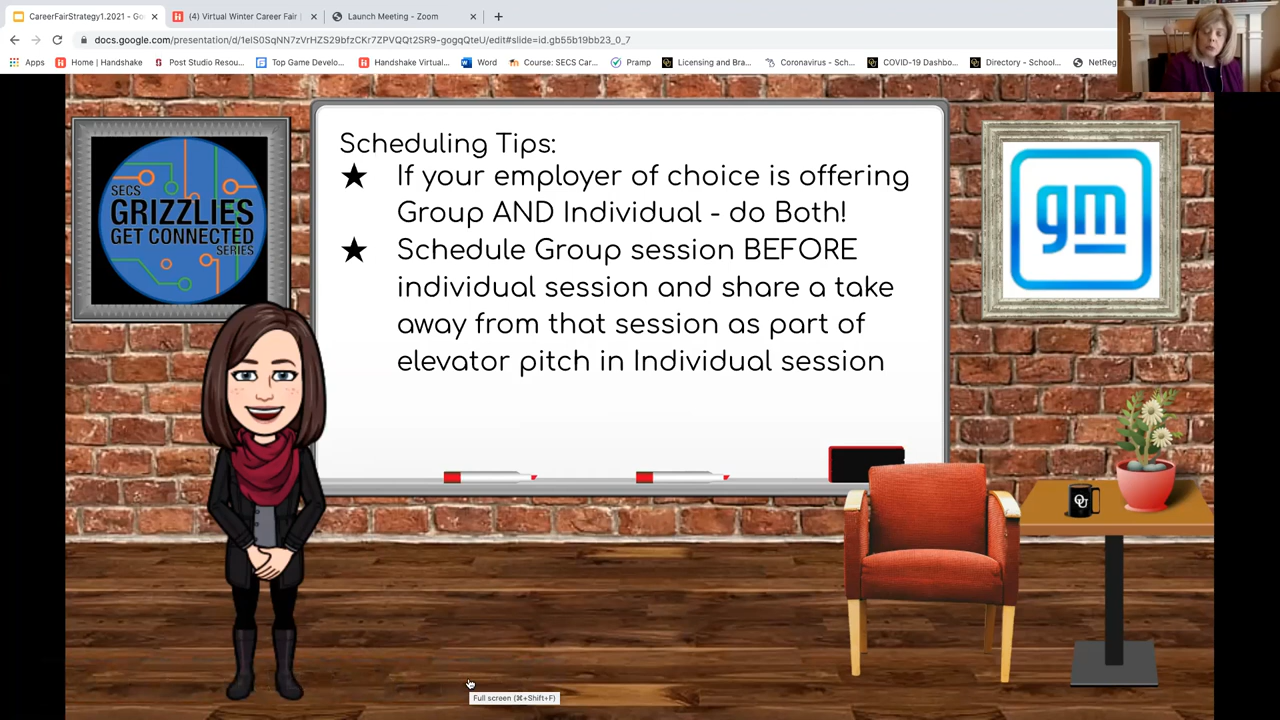 CareerFairStrategy1.2021 - Go
(4) Virtual Winter Career Fair
Launch Meeting - Zoom
docs.google.com/presentation/d/1eIS0SqNN7zVrHZS29bfzCKr7ZPVQQt2SR9-gogqQteU/edit#slide=id.gb55b19bb23_0_7
Apps
Home | Handshake
Post Studio Resou...
Top Game Develo...
Handshake Virtual...
Word
Course: SECS Car...
Pramp
Licensing and Bra...
Coronavirus - Sch...
COVID-19 Dashbo...
Directory - School...
NetReg
Scheduling Tips:
★ If your employer of choice is offering
Group AND Individual - do Both!
★ Schedule Group session BEFORE
individual session and share a take
away from that session as part of
elevator pitch in Individual session
SECS
GRIZZLIES
GET CONNECTED
SERIES
gm
OU
Full screen (⌘+Shift+F)